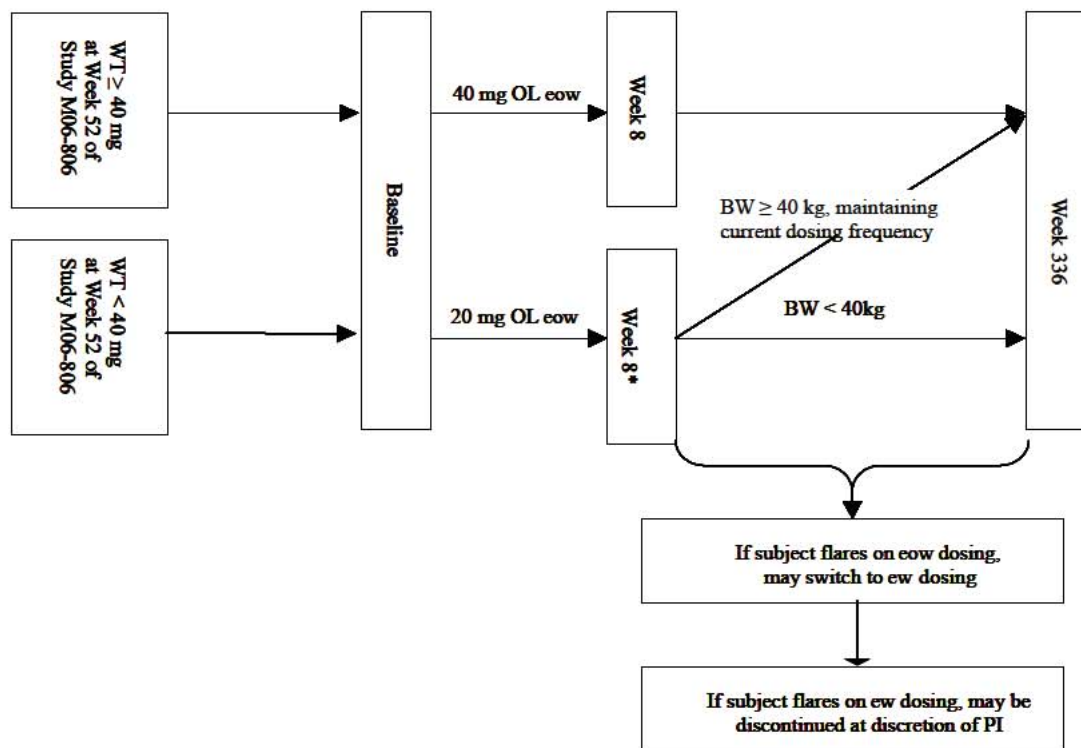 WT ≥ 40 mg
at Week 52 of
Study M06-806
WT < 40 mg
at Week 52 of
Study M06-806
Baseline
40 mg OL eow
20 mg OL eow
Week 8
Week 8*
BW ≥ 40 kg, maintaining
current dosing frequency
BW < 40kg
Week 336
If subject flares on eow dosing,
may switch to ew dosing
If subject flares on ew dosing, may be
discontinued at discretion of PI